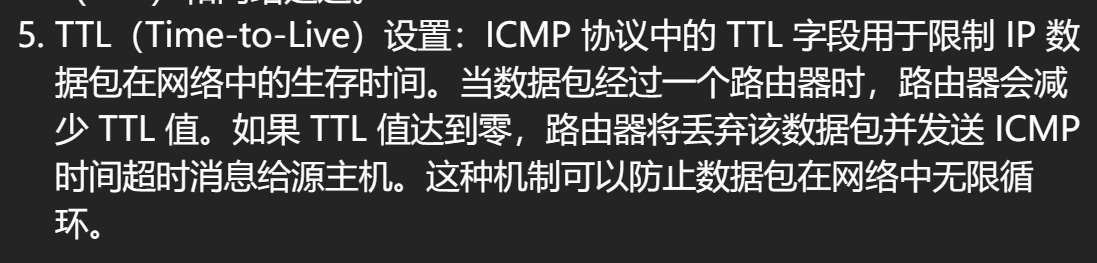 5. TTL（Time-to-Live）设置：ICMP 协议中的 TTL 字段用于限制 IP 数
据包在网络中的生存时间。当数据包经过一个路由器时，路由器会减
少 TTL 值。如果 TTL 值达到零，路由器将丢弃该数据包并发送 ICMP
时间超时消息给源主机。这种机制可以防止数据包在网络中无限循
环。